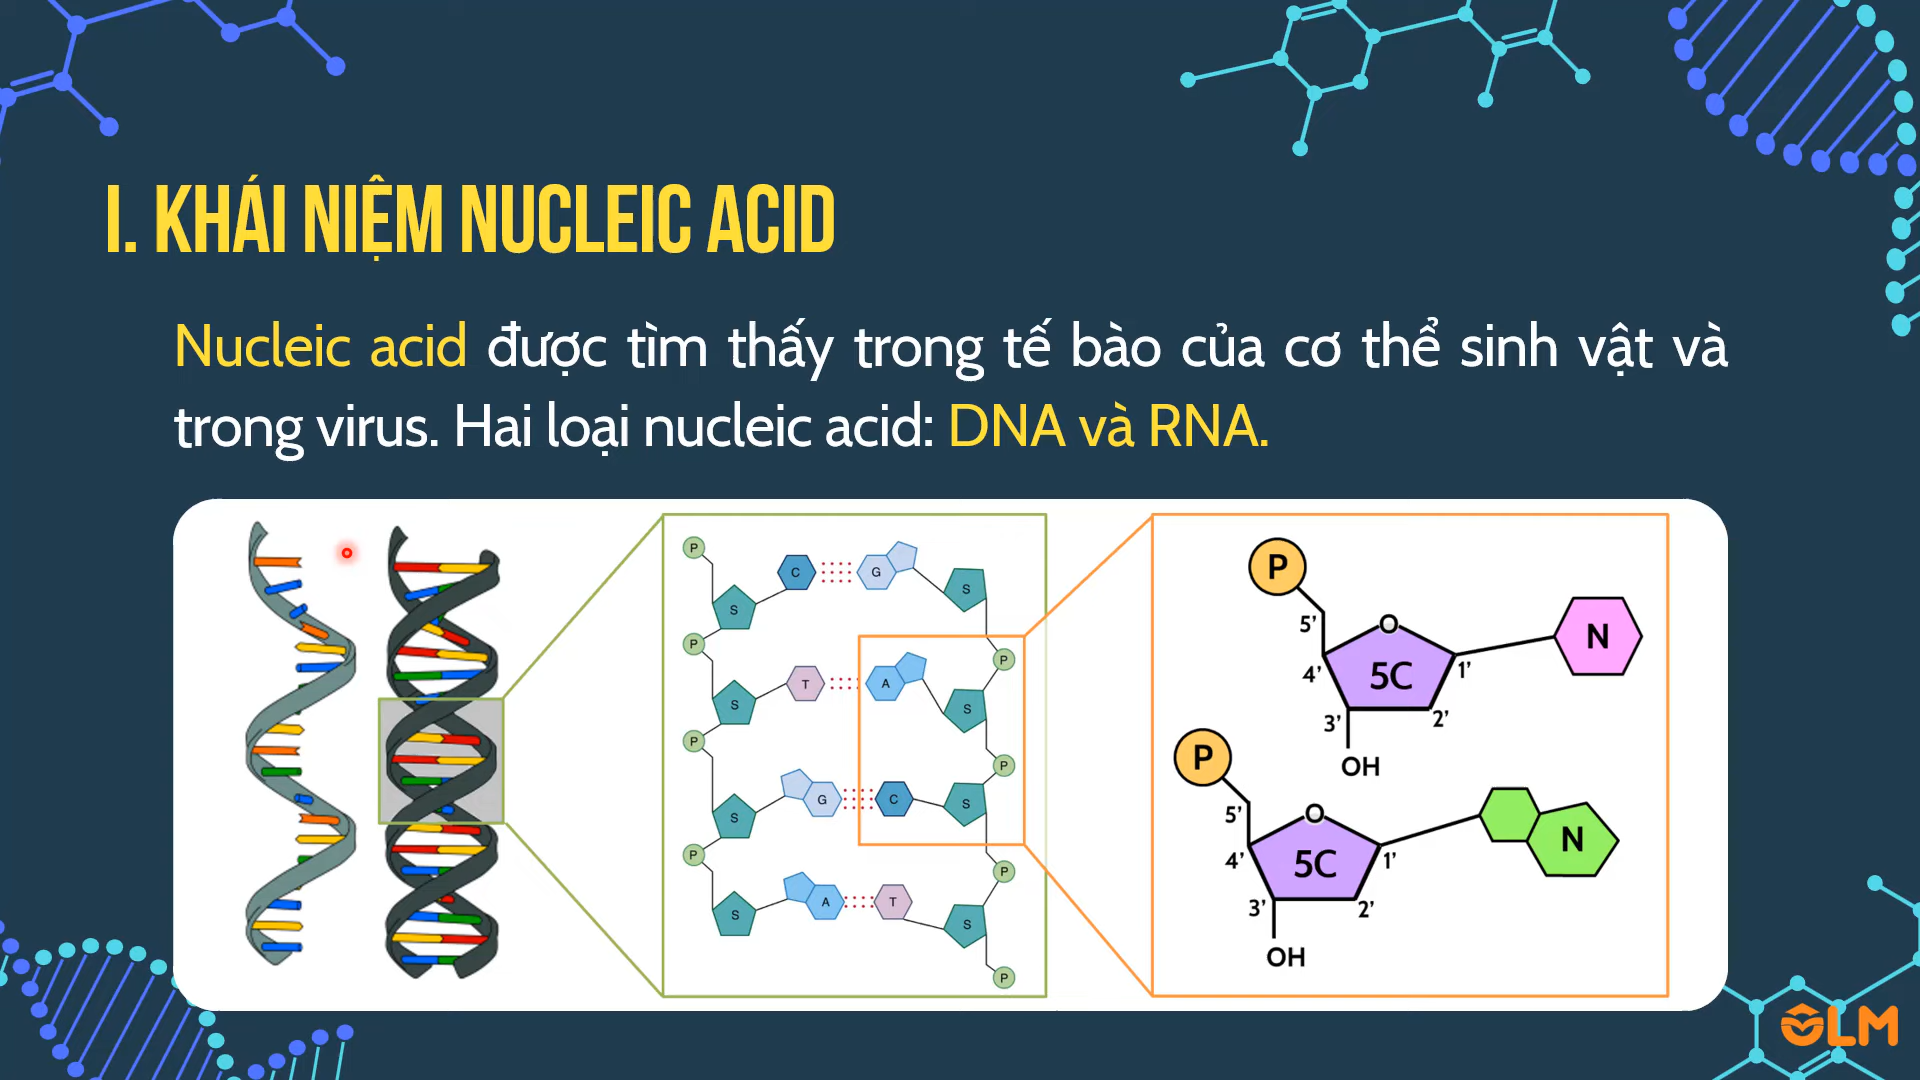 I. KHÁI NIỆM NUCLEIC ACID
Nucleic acid được tìm thấy trong tế bào của cơ thể sinh vật và
trong virus. Hai loại nucleic acid: DNA và RNA.
P
C G
S S
P P
T A
S S
P P
G C
S S
P P
A T
S S
P
P
5’ O N
4’ 5C 1’
3’ 2’
OH
P
5’ O N
4’ 5C 1’
3’ 2’
OH
OLM